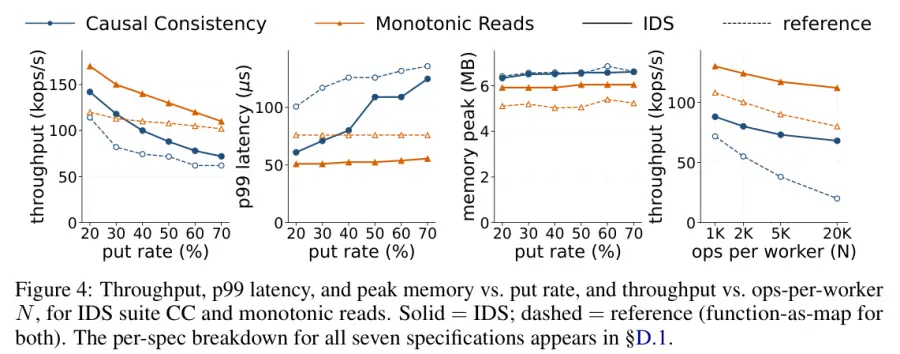 Causal Consistency Monotonic Reads IDS reference
throughput (kops/s)
150
100
50
0
20 30 40 50 60 70
put rate (%)
p99 latency (μs)
100
50
0
20 30 40 50 60 70
put rate (%)
memory peak (MB)
6
4
2
0
20 30 40 50 60 70
put rate (%)
throughput (kops/s)
100
50
0
1K 2K 5K 20K
ops per worker (N)
Figure 4: Throughput, p99 latency, and peak memory vs. put rate, and throughput vs. ops-per-worker
N, for IDS suite CC and monotonic reads. Solid = IDS; dashed = reference (function-as-map for
both). The per-spec breakdown for all seven specifications appears in §D.1.